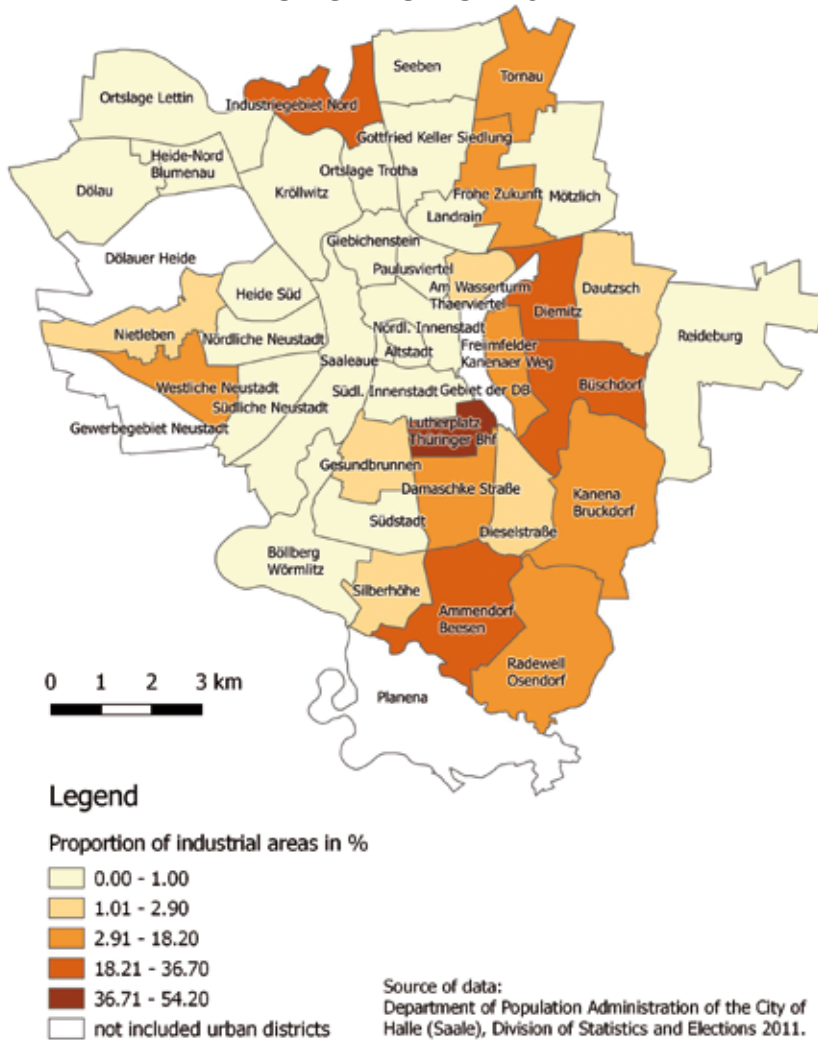 Seeben
Tornau
Ortslage Lettin
Industriegebiet Nord
Gottfried Keller Siedlung
Heide-Nord
Blumenau
Ortslage Trotha
Dölau
Kröllwitz
Frohe Zukunft
Mötzlich
Landrain
Giebichenstein
Dölauer Heide
Paulusviertel
Am Wasserturm
Thaerviertel
Heide Süd
Dautzsch
Diemitz
Nietleben
Nördliche Neustadt
Nördl. Innenstadt
Reideburg
Altstadt
Freiimfelder
Kanenaer Weg
Saaleaue
Westliche Neustadt
Südl. Innenstadt
Gebiet der DB
Büschdorf
Südliche Neustadt
Gewerbegebiet Neustadt
Lutherplatz
Thüringer Bhf
Gesundbrunnen
Damaschke Straße
Kanena
Bruckdorf
Südstadt
Dieselstraße
Böllberg
Wörmlitz
Silberhöhe
Ammendorf
Beesen
Radewell
Osendorf
Planena
0 1 2 3 km
Legend
Proportion of industrial areas in %
0.00 - 1.00
1.01 - 2.90
2.91 - 18.20
18.21 - 36.70
36.71 - 54.20
not included urban districts
Source of data:
Department of Population Administration of the City of
Halle (Saale), Division of Statistics and Elections 2011.